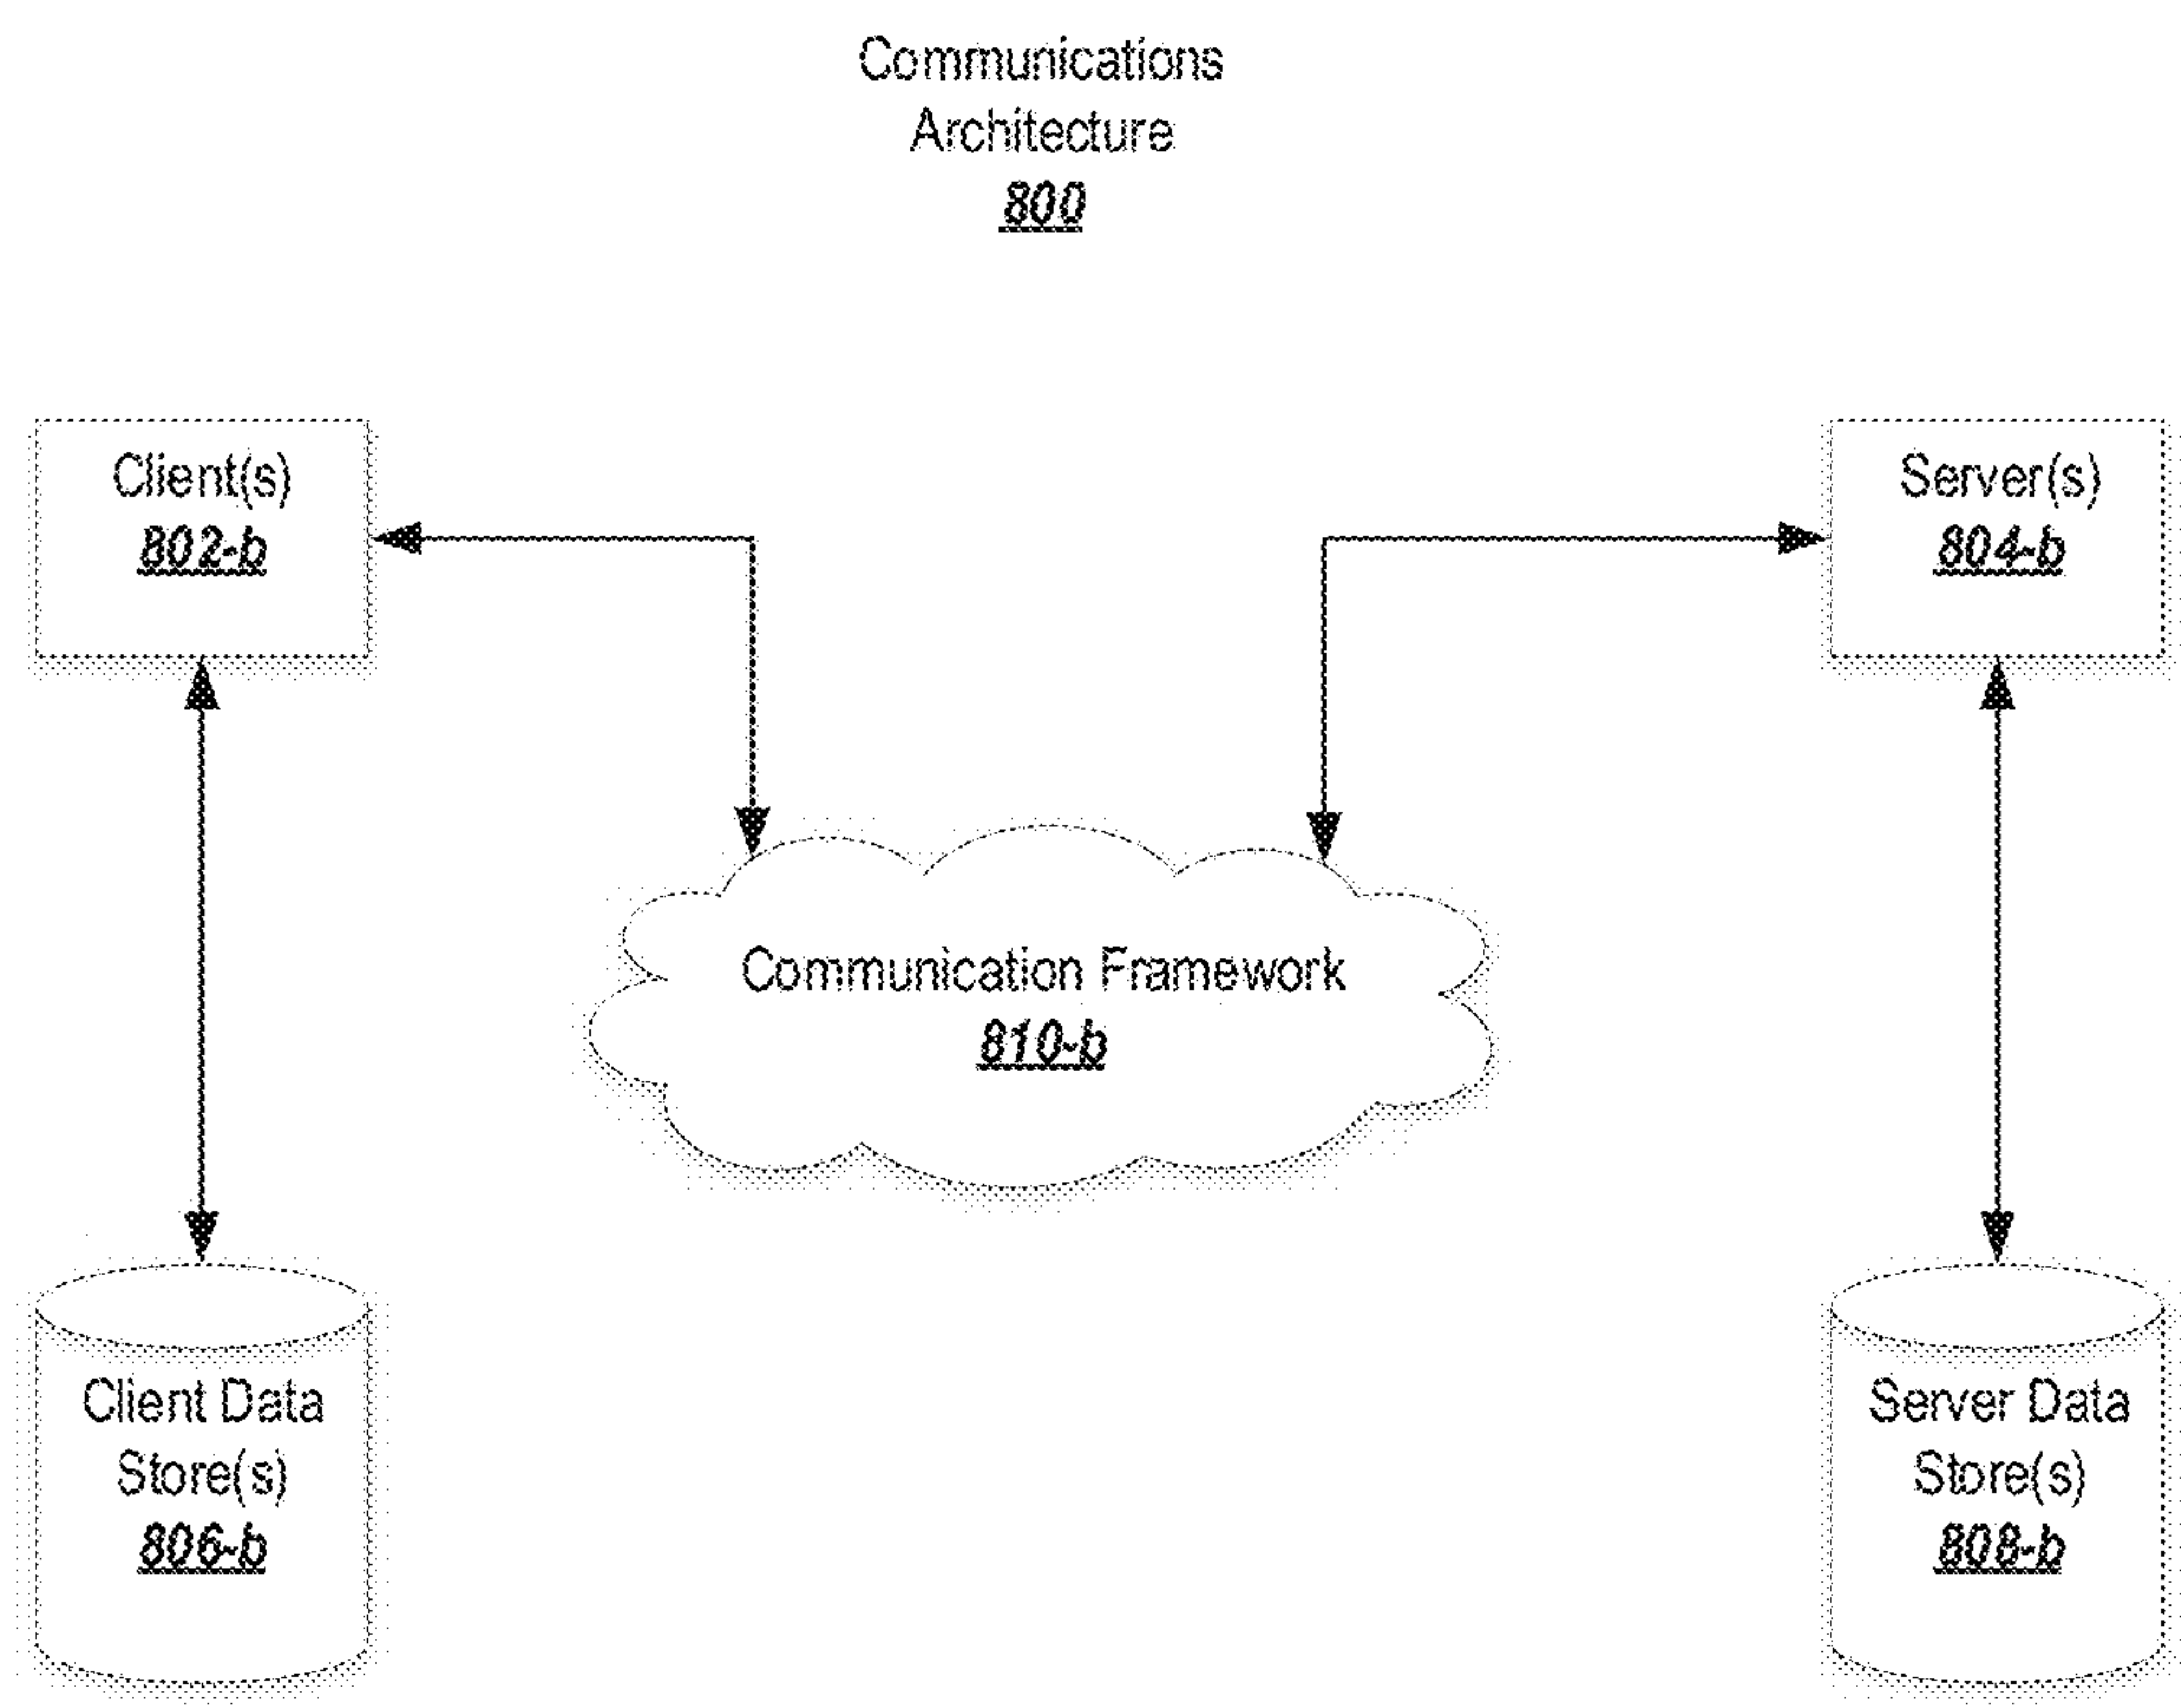 Communications
Architecture
800
Client(s)
802-b
Server(s)
804-b
Communication Framework
810-b
Client Data
Store(s)
806-b
Server Data
Store(s)
808-b